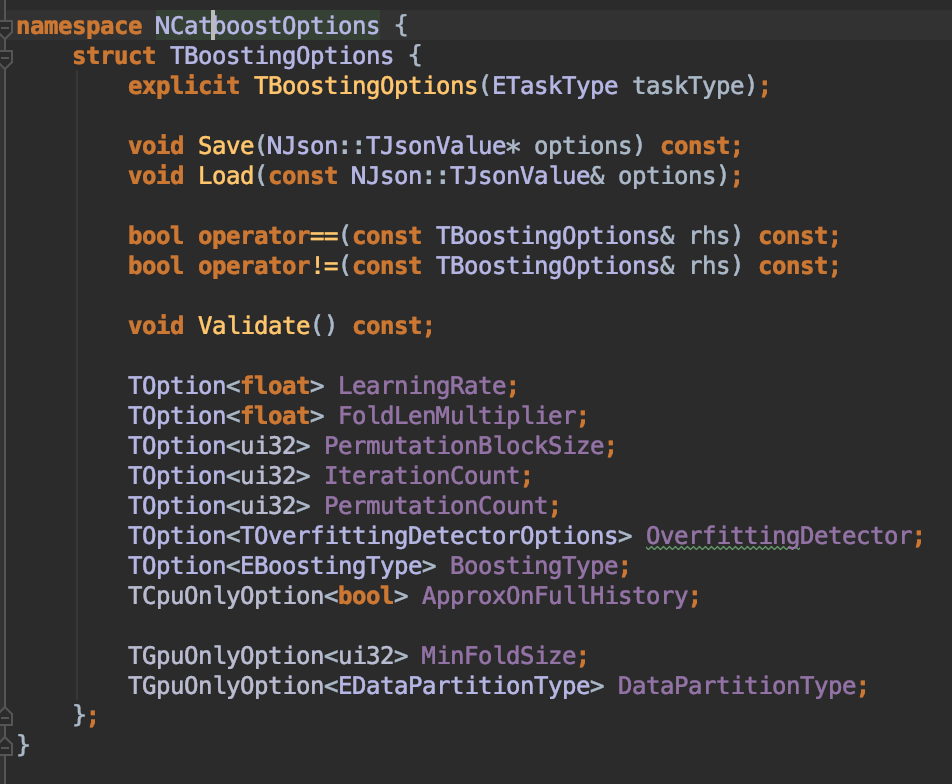 namespace NCatboostOptions {
struct TBoostingOptions {
explicit TBoostingOptions(ETaskType taskType);
void Save(NJson::TJsonValue* options) const;
void Load(const NJson::TJsonValue& options);
bool operator==(const TBoostingOptions& rhs) const;
bool operator!=(const TBoostingOptions& rhs) const;
void Validate() const;
TOption<float> LearningRate;
TOption<float> FoldLenMultiplier;
TOption<ui32> PermutationBlockSize;
TOption<ui32> IterationCount;
TOption<ui32> PermutationCount;
TOption<TOverfittingDetectorOptions> OverfittingDetector;
TOption<EBoostingType> BoostingType;
TCpuOnlyOption<bool> ApproxOnFullHistory;
TGpuOnlyOption<ui32> MinFoldSize;
TGpuOnlyOption<EDataPartitionType> DataPartitionType;
};
}